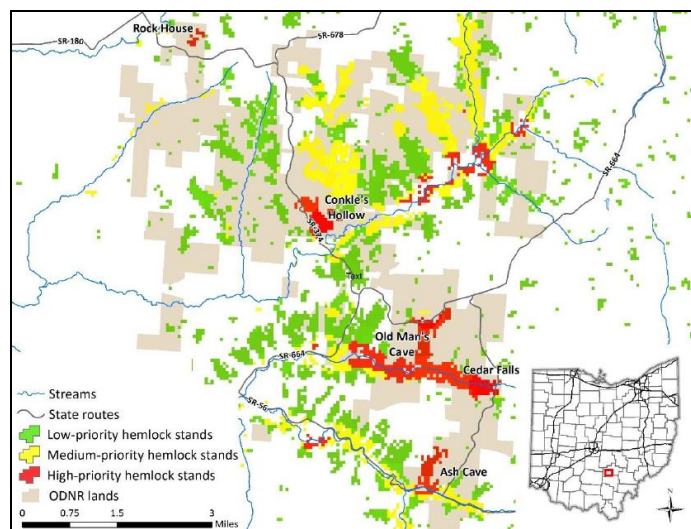 Rock House
SR-180
SR-678
SR-664
Conkle's
Hollow
SR-374
Text
Old Man's
Cave
SR-664
Cedar Falls
SR-56
Ash Cave
Streams
State routes
Low-priority hemlock stands
Medium-priority hemlock stands
High-priority hemlock stands
ODNR lands
0 0.75 1.5 3
Miles
N